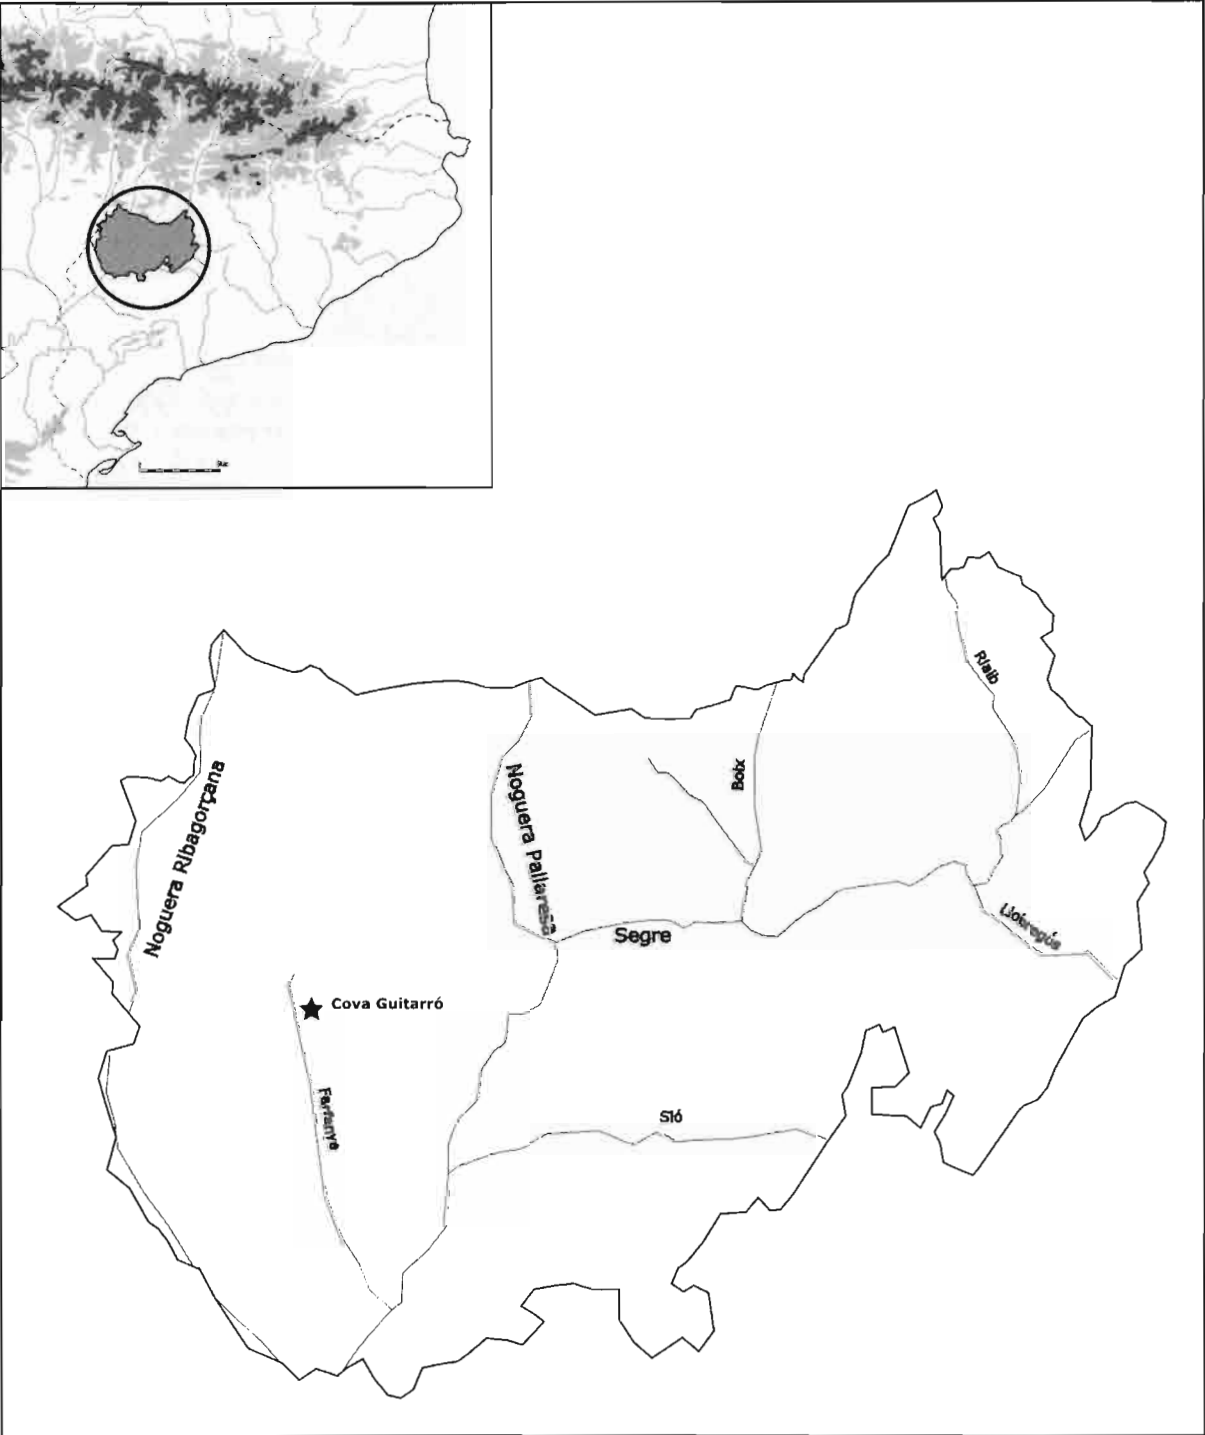 Rialb
Boix
Noguera Ribagorçana
Noguera Pallaresa
Segre
Llobregós
Cova Guitarró
Farfanya
Sió